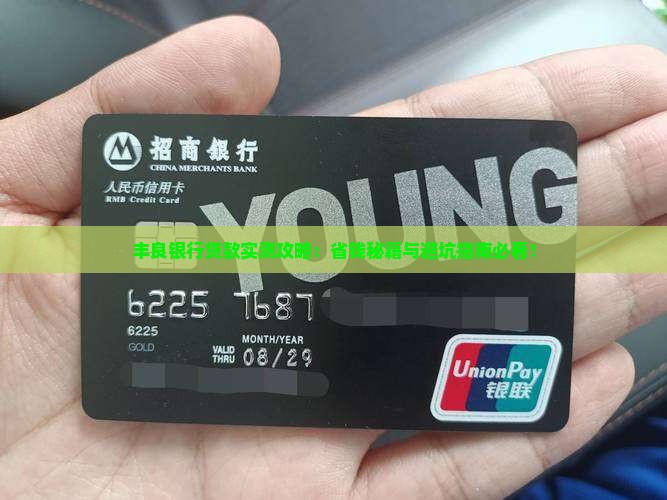 招商银行
CHINA MERCHANTS BANK
人民币信用卡
RMB Credit Card
YOUNG
丰良银行贷款实测攻略：省钱秘籍与避坑指南必看！
6225 7687
6225
GOLD
VALID THRU
MONTH/YEAR
08/29
UnionPay
银联